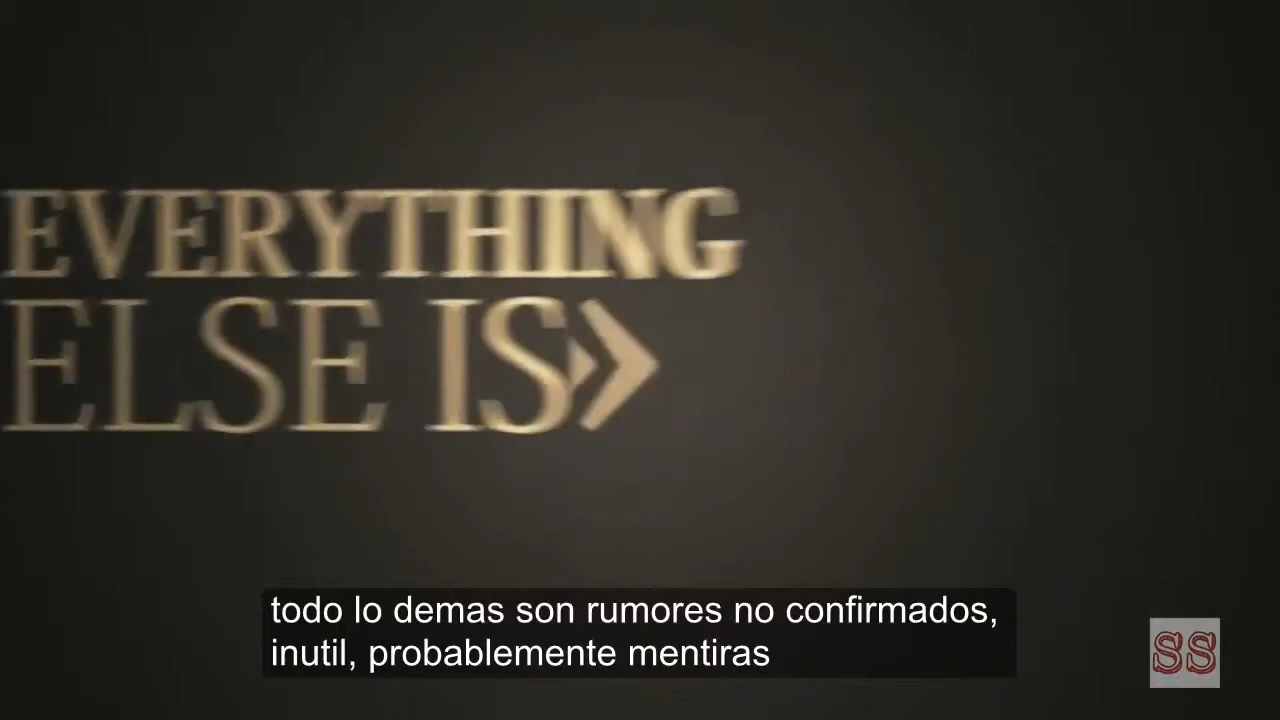 EVERYTHING
ELSE IS
todo lo demas son rumores no confirmados,
inutil, probablemente mentiras
SS